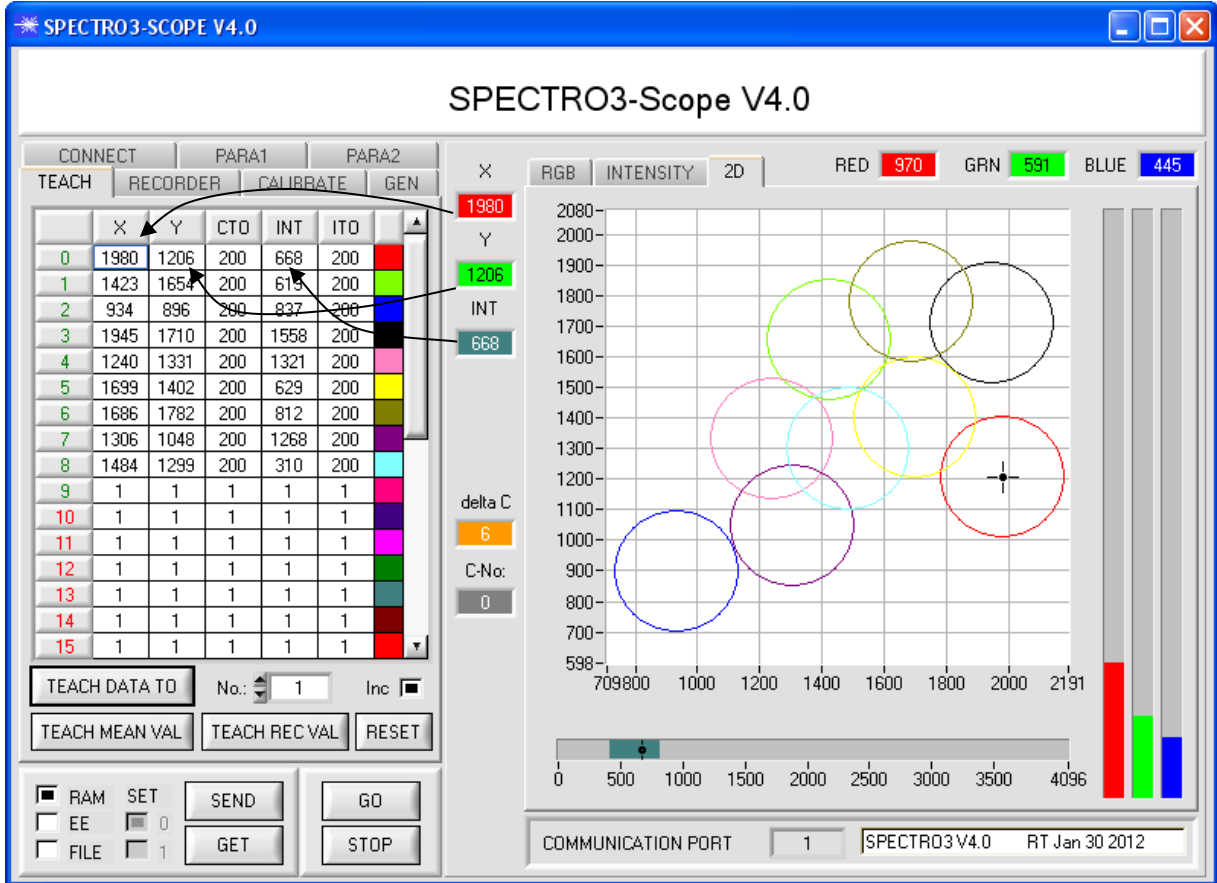 SPECTRO3-SCOPE V4.0
SPECTRO3-Scope V4.0
CONNECT PARA1 PARA2
TEACH RECORDER CALIBRATE GEN
X Y CTO INT ITO
0 1980 1206 200 668 200
1 1423 1654 200 619 200
2 934 896 200 837 200
3 1945 1710 200 1558 200
4 1240 1331 200 1321 200
5 1699 1402 200 629 200
6 1686 1782 200 812 200
7 1306 1048 200 1268 200
8 1484 1299 200 310 200
9 1 1 1 1 1
10 1 1 1 1 1
11 1 1 1 1 1
12 1 1 1 1 1
13 1 1 1 1 1
14 1 1 1 1 1
15 1 1 1 1 1
TEACH DATA TO No.: 1 Inc
TEACH MEAN VAL TEACH REC VAL RESET
RAM SET
EE 0
FILE 1
SEND
GET
GO
STOP
X
1980
Y
1206
INT
668
delta C
6
C-No:
0
RGB INTENSITY 2D
RED 970 GRN 591 BLUE 445
2080
2000
1900
1800
1700
1600
1500
1400
1300
1200
1100
1000
900
800
700
598
709 800 1000 1200 1400 1600 1800 2000 2191
0 500 1000 1500 2000 2500 3000 3500 4096
COMMUNICATION PORT 1 SPECTRO3 V4.0 RT Jan 30 2012